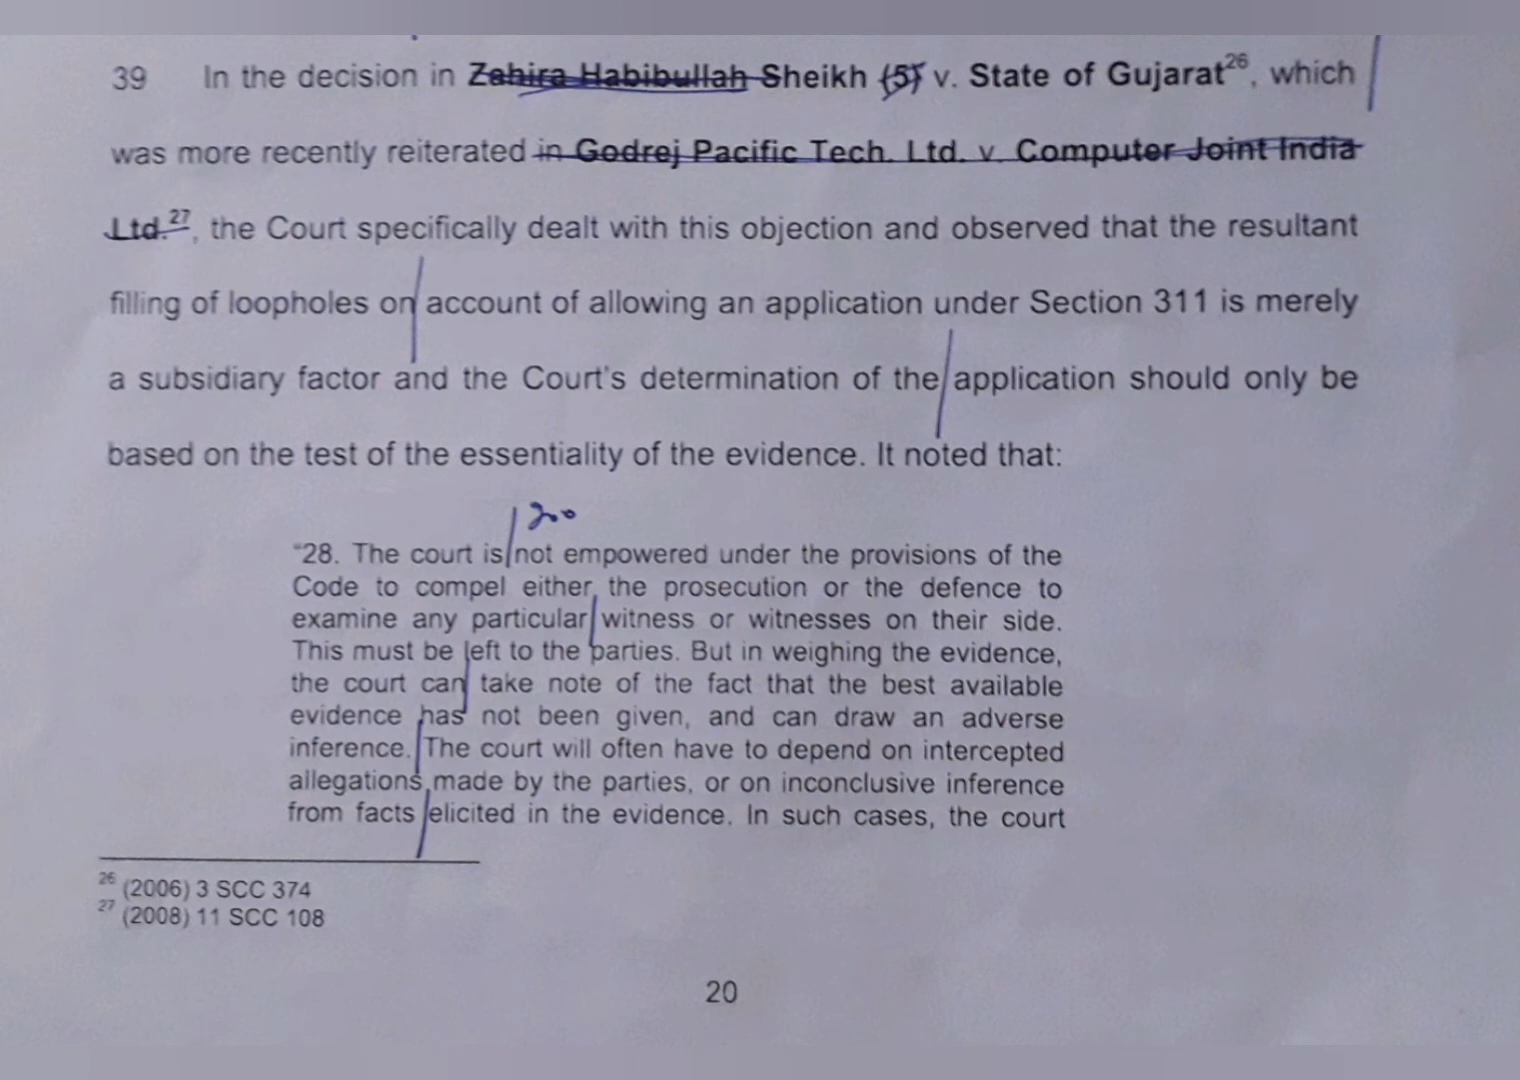 39 In the decision in Zahira Habibullah Sheikh (5) v. State of Gujarat26, which
was more recently reiterated in Godrej Pacific Tech. Ltd. v. Computer Joint India
Ltd.27, the Court specifically dealt with this objection and observed that the resultant
filling of loopholes on account of allowing an application under Section 311 is merely
a subsidiary factor and the Court's determination of the application should only be
based on the test of the essentiality of the evidence. It noted that:
200
"28. The court is not empowered under the provisions of the
Code to compel either the prosecution or the defence to
examine any particular witness or witnesses on their side.
This must be left to the parties. But in weighing the evidence,
the court can take note of the fact that the best available
evidence has not been given, and can draw an adverse
inference. The court will often have to depend on intercepted
allegations made by the parties, or on inconclusive inference
from facts elicited in the evidence. In such cases, the court
26 (2006) 3 SCC 374
27 (2008) 11 SCC 108
20